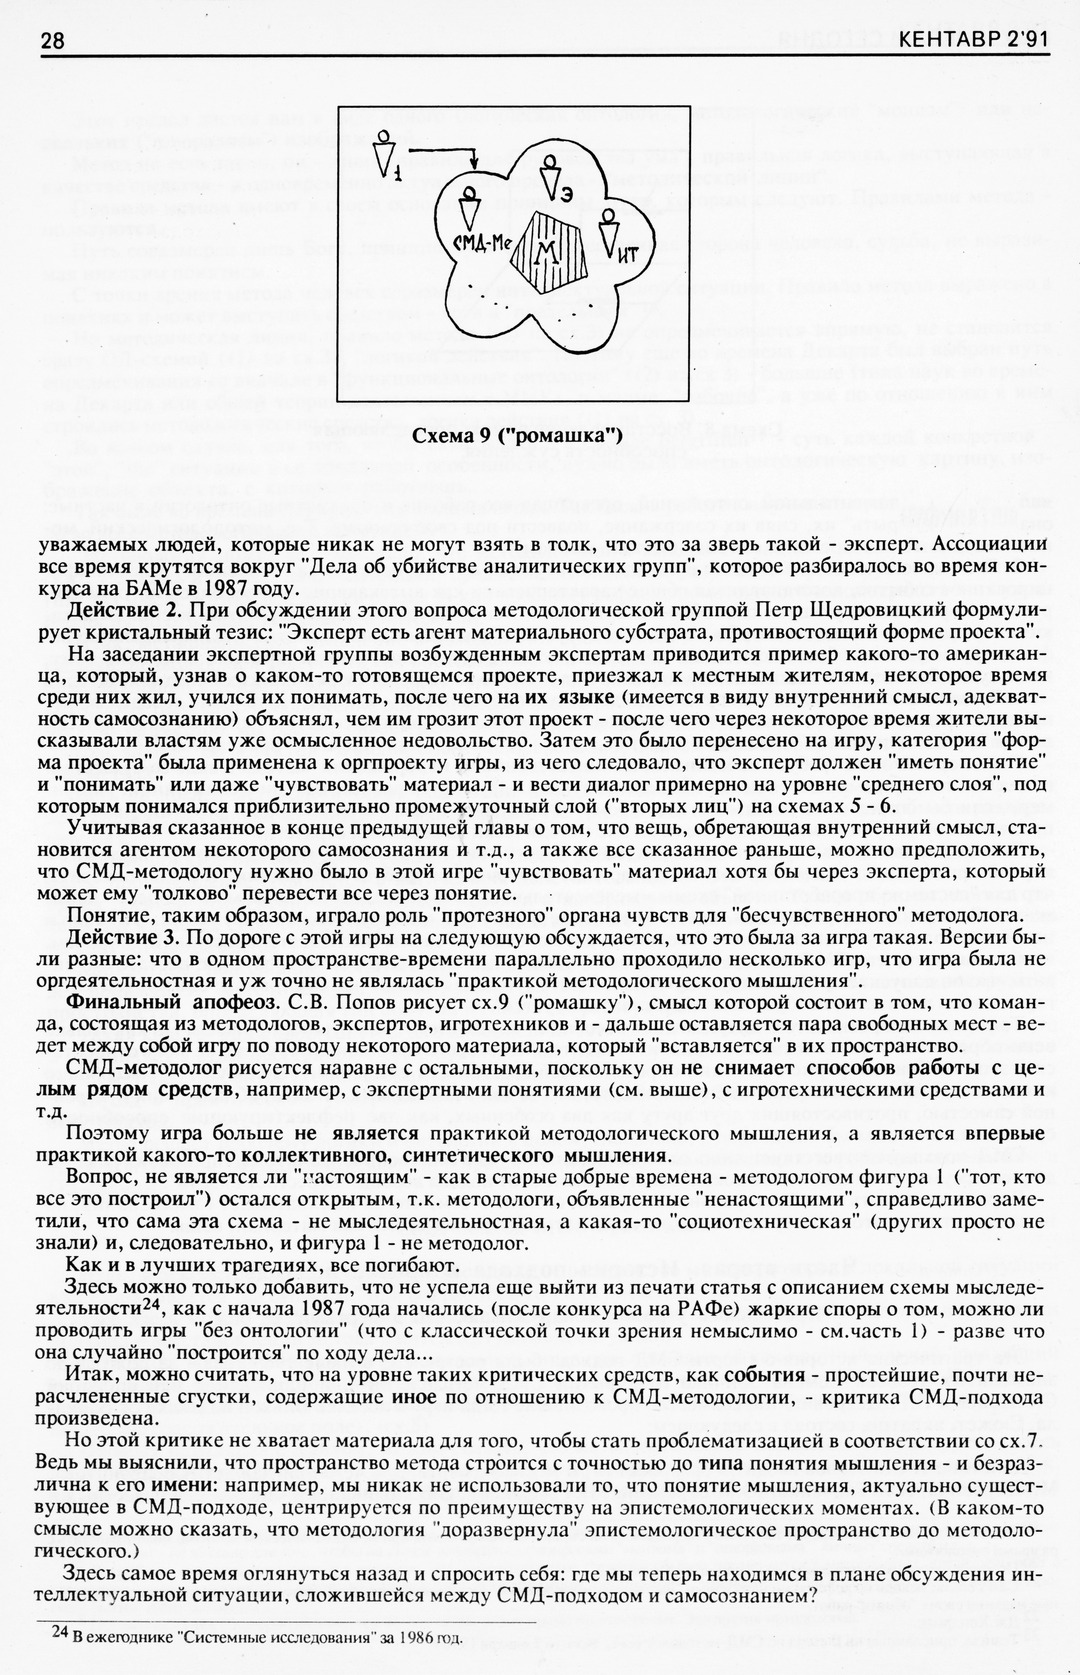 28
КЕНТАВР 2'91
1
Э
СМД-Ме
М
ИТ
Схема 9 ("ромашка")
уважаемых людей, которые никак не могут взять в толк, что это за зверь такой - эксперт. Ассоциации
все время крутятся вокруг "Дела об убийстве аналитических групп", которое разбиралось во время кон-
курса на БАМе в 1987 году.
Действие 2. При обсуждении этого вопроса методологической группой Петр Щедровицкий формули-
рует кристальный тезис: "Эксперт есть агент материального субстрата, противостоящий форме проекта".
На заседании экспертной группы возбужденным экспертам приводится пример какого-то американ-
ца, который, узнав о каком-то готовящемся проекте, приезжал к местным жителям, некоторое время
среди них жил, учился их понимать, после чего на их языке (имеется в виду внутренний смысл, адекват-
ность самосознанию) объяснял, чем им грозит этот проект - после чего через некоторое время жители вы-
сказывали властям уже осмысленное недовольство. Затем это было перенесено на игру, категория "фор-
ма проекта" была применена к оргпроекту игры, из чего следовало, что эксперт должен "иметь понятие"
и "понимать" или даже "чувствовать" материал - и вести диалог примерно на уровне "среднего слоя", под
которым понимался приблизительно промежуточный слой ("вторых лиц") на схемах 5 - 6.
Учитывая сказанное в конце предыдущей главы о том, что вещь, обретающая внутренний смысл, ста-
новится агентом некоторого самосознания и т.д., а также все сказанное раньше, можно предположить,
что СМД-методологу нужно было в этой игре "чувствовать" материал хотя бы через эксперта, который
может ему "толково" перевести все через понятие.
Понятие, таким образом, играло роль "протезного" органа чувств для "бесчувственного" методолога.
Действие 3. По дороге с этой игры на следующую обсуждается, что это была за игра такая. Версии бы-
ли разные: что в одном пространстве-времени параллельно проходило несколько игр, что игра была не
оргдеятельностная и уж точно не являлась "практикой методологического мышления".
Финальный апофеоз. С.В. Попов рисует сх.9 ("ромашку"), смысл которой состоит в том, что коман-
да, состоящая из методологов, экспертов, игротехников и - дальше оставляется пара свободных мест - ве-
дет между собой игру по поводу некоторого материала, который "вставляется" в их пространство.
СМД-методолог рисуется наравне с остальными, поскольку он не снимает способов работы с це-
лым рядом средств, например, с экспертными понятиями (см. выше), с игротехническими средствами и
т.д.
Поэтому игра больше не является практикой методологического мышления, а является впервые
практикой какого-то коллективного, синтетического мышления.
Вопрос, не является ли "настоящим" - как в старые добрые времена - методологом фигура 1 ("тот, кто
все это построил") остался открытым, т.к. методологи, объявленные "ненастоящими", справедливо заме-
тили, что сама эта схема - не мыследеятельностная, а какая-то "социотехническая" (других просто не
знали) и, следовательно, и фигура 1 - не методолог.
Как и в лучших трагедиях, все погибают.
Здесь можно только добавить, что не успела еще выйти из печати статья с описанием схемы мыследе-
ятельности24, как с начала 1987 года начались (после конкурса на РАФе) жаркие споры о том, можно ли
проводить игры "без онтологии" (что с классической точки зрения немыслимо - см.часть 1) - разве что
она случайно "построится" по ходу дела...
Итак, можно считать, что на уровне таких критических средств, как события - простейшие, почти не-
расчлененные сгустки, содержащие иное по отношению к СМД-методологии, - критика СМД-подхода
произведена.
Но этой критике не хватает материала для того, чтобы стать проблематизацией в соответствии со сх.7.
Ведь мы выяснили, что пространство метода строится с точностью до типа понятия мышления - и безраз-
лична к его имени: например, мы никак не использовали то, что понятие мышления, актуально сущест-
вующее в СМД-подходе, центрируется по преимуществу на эпистемологических моментах. (В каком-то
смысле можно сказать, что методология "доразвернула" эпистемологическое пространство до методоло-
гического.)
Здесь самое время оглянуться назад и спросить себя: где мы теперь находимся в плане обсуждения ин-
теллектуальной ситуации, сложившейся между СМД-подходом и самосознанием?
24 В ежегоднике "Системные исследования" за 1986 год.